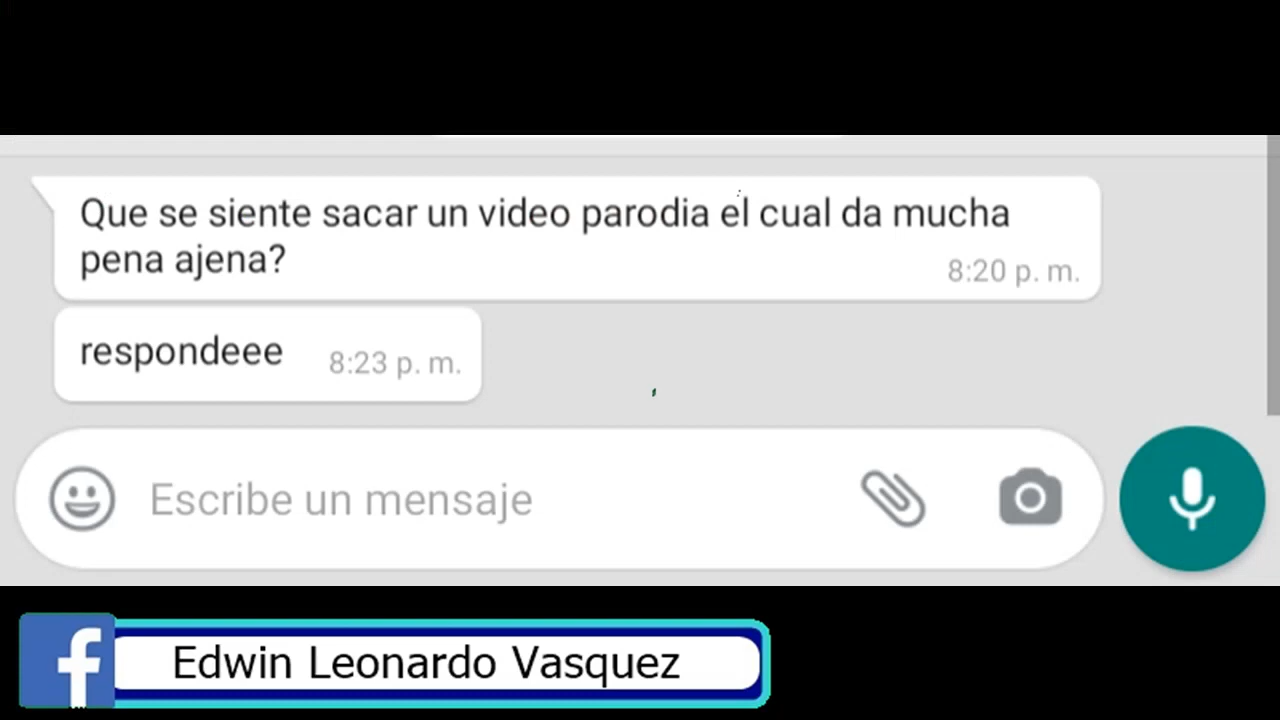 Que se siente sacar un video parodia el cual da mucha
pena ajena?
8:20 p. m.
respondeee 8:23 p. m.
Escribe un mensaje
f Edwin Leonardo Vasquez